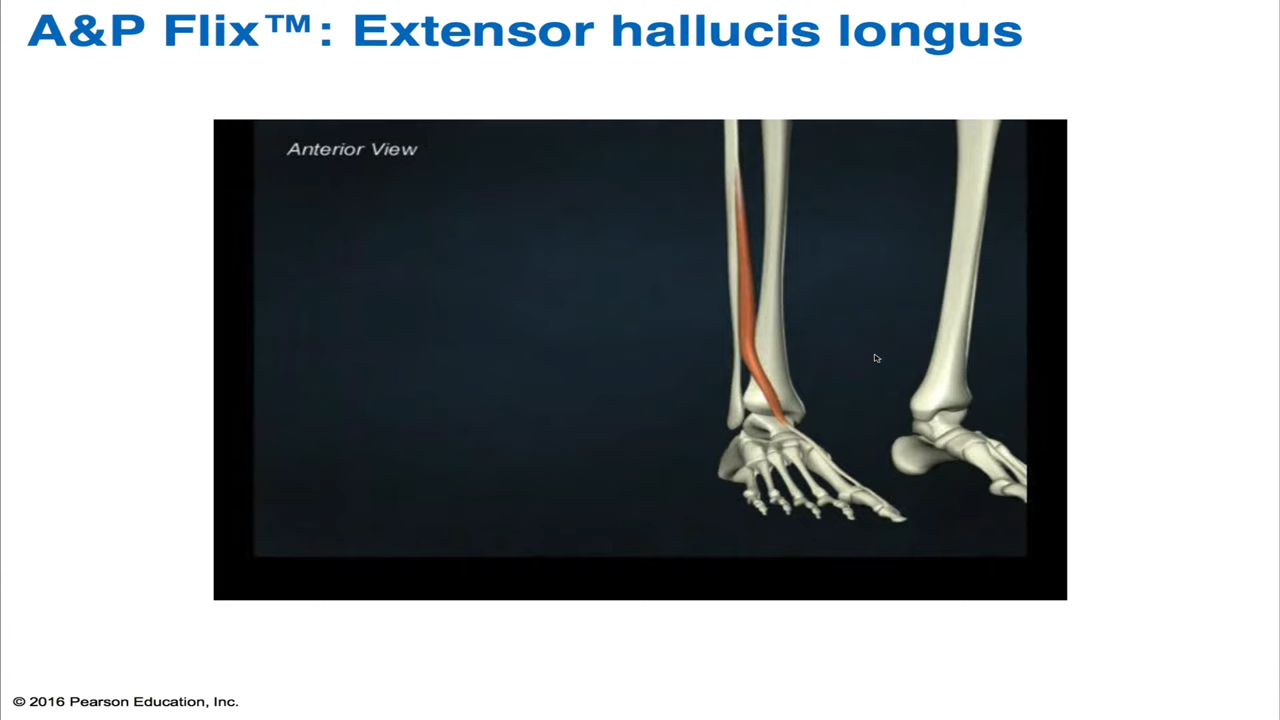 A&P Flix™: Extensor hallucis longus
Anterior View
© 2016 Pearson Education, Inc.